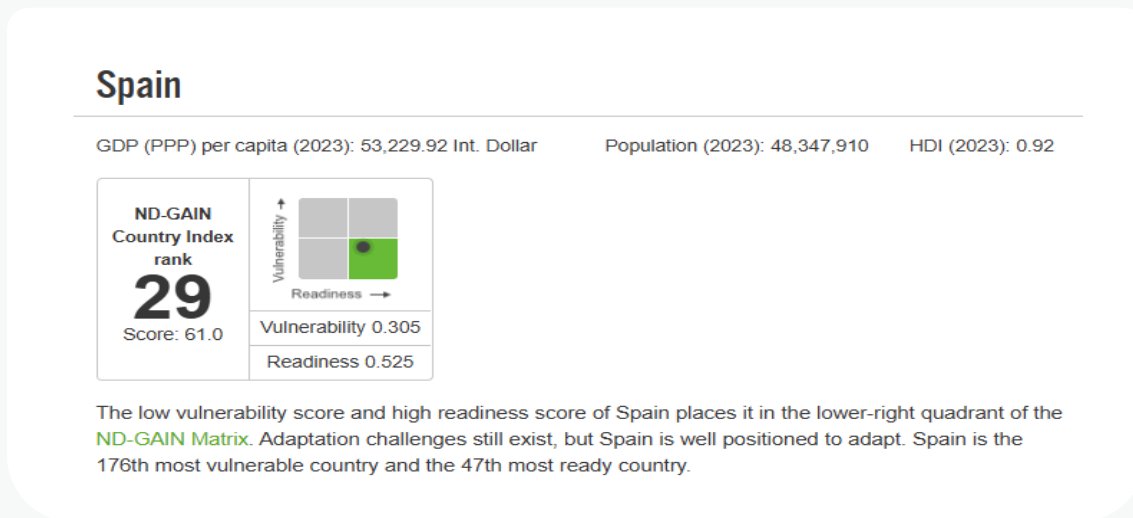 Spain
GDP (PPP) per capita (2023): 53,229.92 Int. Dollar
Population (2023): 48,347,910
HDI (2023): 0.92
ND-GAIN
Country Index
rank
29
Score: 61.0
Vulnerability →
Readiness →
Vulnerability 0.305
Readiness 0.525
The low vulnerability score and high readiness score of Spain places it in the lower-right quadrant of the
ND-GAIN Matrix. Adaptation challenges still exist, but Spain is well positioned to adapt. Spain is the
176th most vulnerable country and the 47th most ready country.